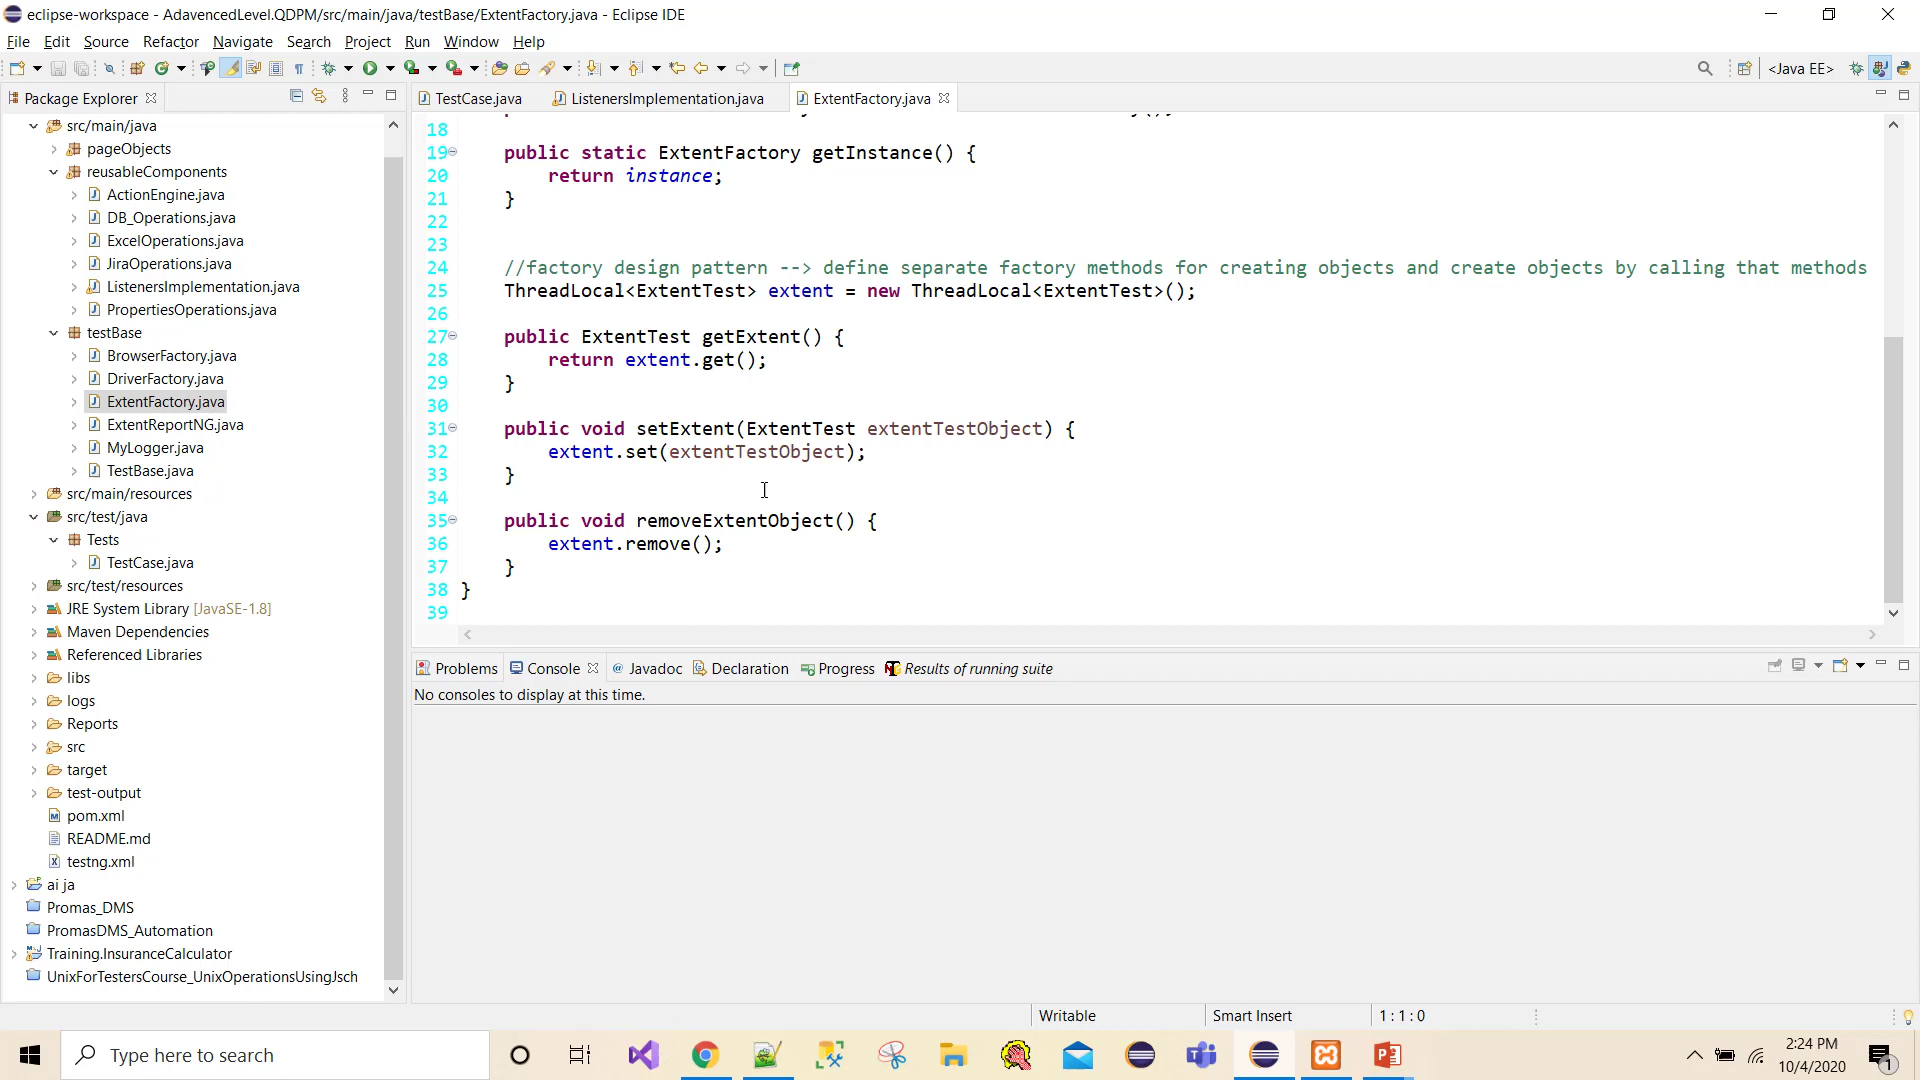 eclipse-workspace - AdavencedLevel.QDPM/src/main/java/testBase/ExtentFactory.java - Eclipse IDE
File Edit Source Refactor Navigate Search Project Run Window Help
<Java EE>
Package Explorer
TestCase.java ListenersImplementation.java ExtentFactory.java
src/main/java
pageObjects
reusableComponents
ActionEngine.java
DB_Operations.java
ExcelOperations.java
JiraOperations.java
ListenersImplementation.java
PropertiesOperations.java
testBase
BrowserFactory.java
DriverFactory.java
ExtentFactory.java
ExtentReportNG.java
MyLogger.java
TestBase.java
src/main/resources
src/test/java
Tests
TestCase.java
src/test/resources
JRE System Library [JavaSE-1.8]
Maven Dependencies
Referenced Libraries
libs
logs
Reports
src
target
test-output
pom.xml
README.md
testng.xml
ai ja
Promas_DMS
PromasDMS_Automation
Training.InsuranceCalculator
UnixForTestersCourse_UnixOperationsUsingJsch
18
19 public static ExtentFactory getInstance() {
20 return instance;
21 }
22
23
24 //factory design pattern --> define separate factory methods for creating objects and create objects by calling that methods
25 ThreadLocal<ExtentTest> extent = new ThreadLocal<ExtentTest>();
26
27 public ExtentTest getExtent() {
28 return extent.get();
29 }
30
31 public void setExtent(ExtentTest extentTestObject) {
32 extent.set(extentTestObject);
33 }
34
35 public void removeExtentObject() {
36 extent.remove();
37 }
38 }
39
Problems Console Javadoc Declaration Progress Results of running suite
No consoles to display at this time.
Writable Smart Insert 1 : 1 : 0
Type here to search
2:24 PM
10/4/2020
1